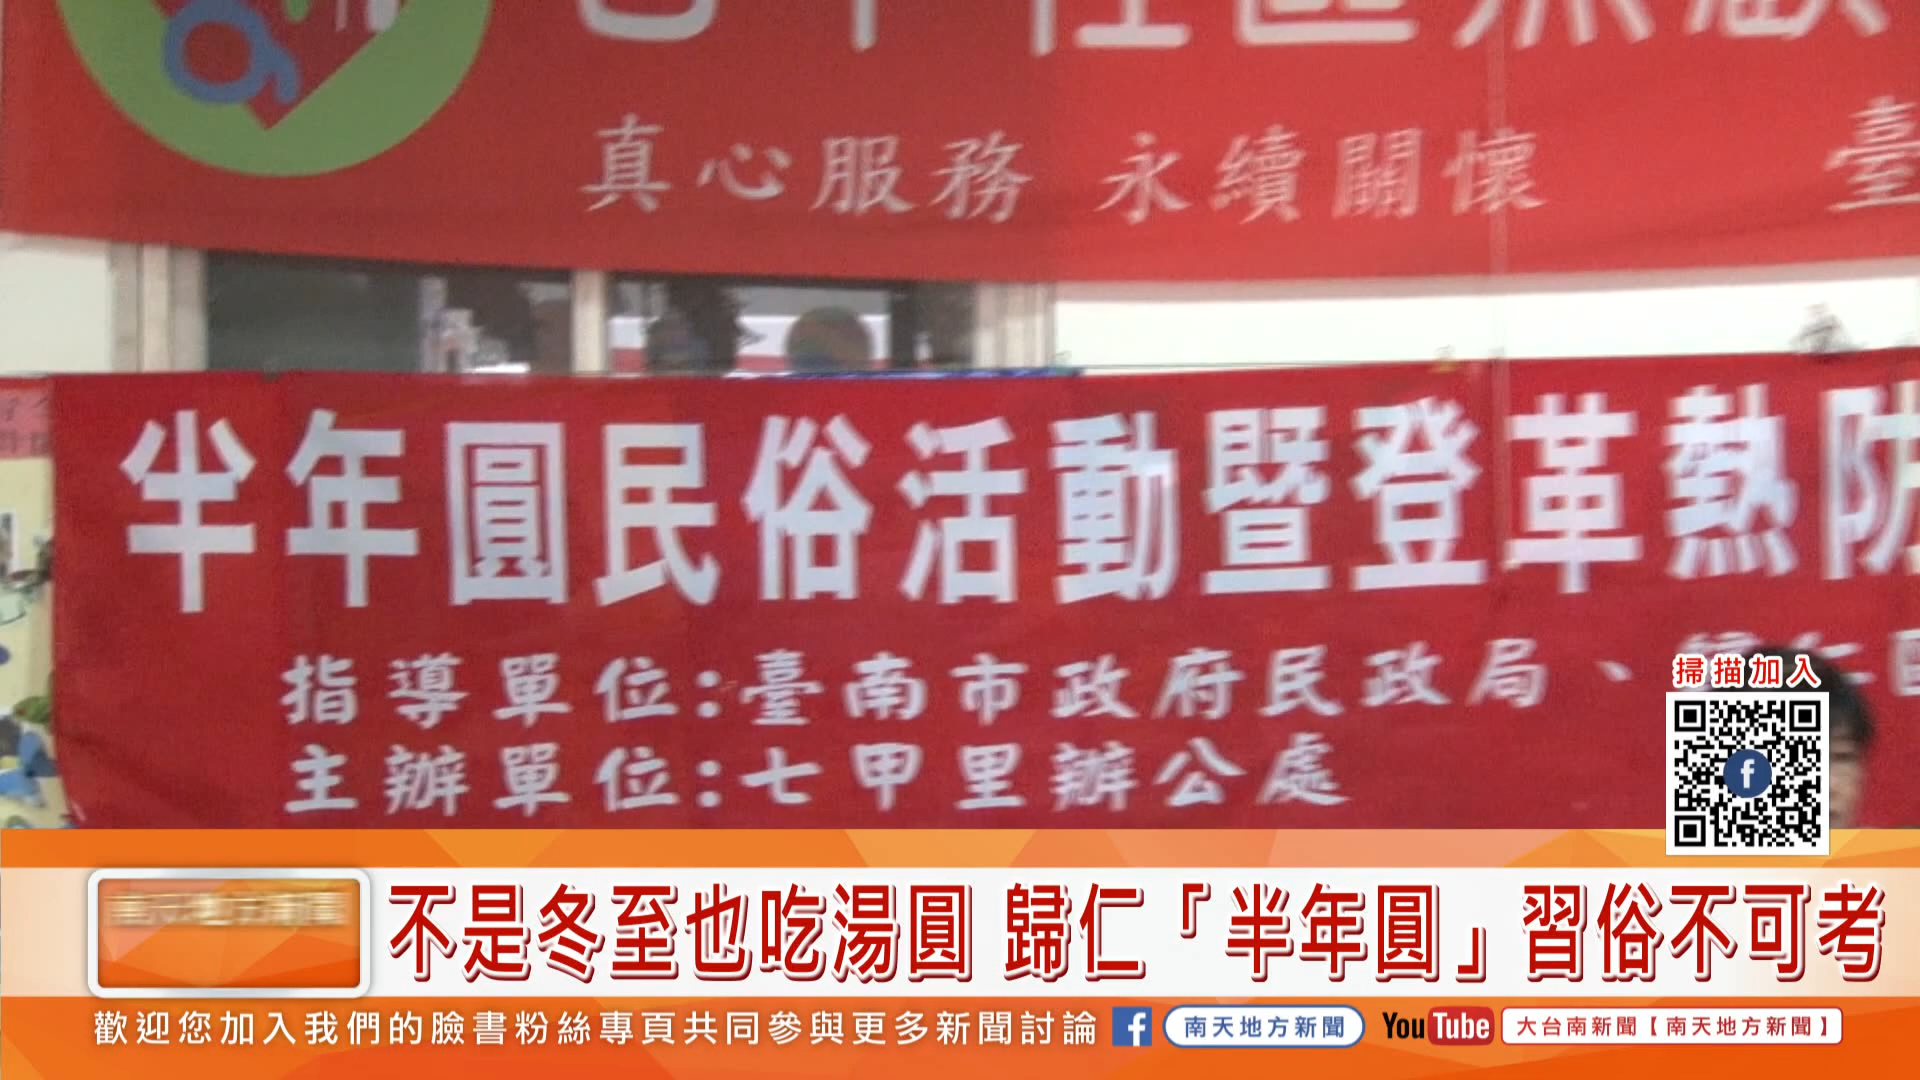 真心服務 永續關懷 臺
半年圓民俗活動暨登革熱防
指導單位:臺南市政府民政局、
主辦單位:七甲里辦公處
掃描加入
不是冬至也吃湯圓 歸仁「半年圓」習俗不可考
歡迎您加入我們的臉書粉絲專頁共同參與更多新聞討論 f 南天地方新聞 YouTube 大台南新聞【南天地方新聞】